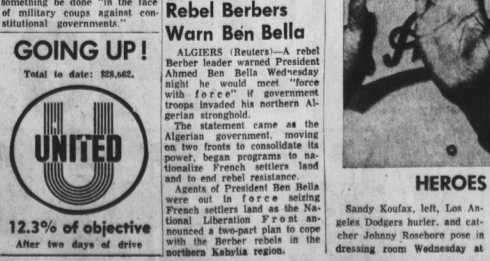 something be done "in the face
of military coups against con-
stitutional governments."
GOING UP!
Total to date: $28,662.
UNITED
12.3% of objective
After two days of drive
Rebel Berbers
Warn Ben Bella
ALGIERS (Reuters)—A rebel
Berber leader warned President
Ahmed Ben Bella Wednesday
night he would meet "force
with force" if government
troops invaded his northern Al-
gerian stronghold.
The statement came as the
Algerian government, moving
on two fronts to consolidate its
power, began programs to na-
tionalize French settlers land
and to end rebel resistance.
Agents of President Ben Bella
were out in force seizing
French settlers land as the Na-
tional Liberation Front an-
nounced a two-part plan to cope
with the Berber rebels in the
northern Kabylia region.
HEROES
Sandy Koufax, left, Los An-
geles Dodgers hurler, and cat-
cher Johnny Roseboro pose in
dressing room Wednesday at